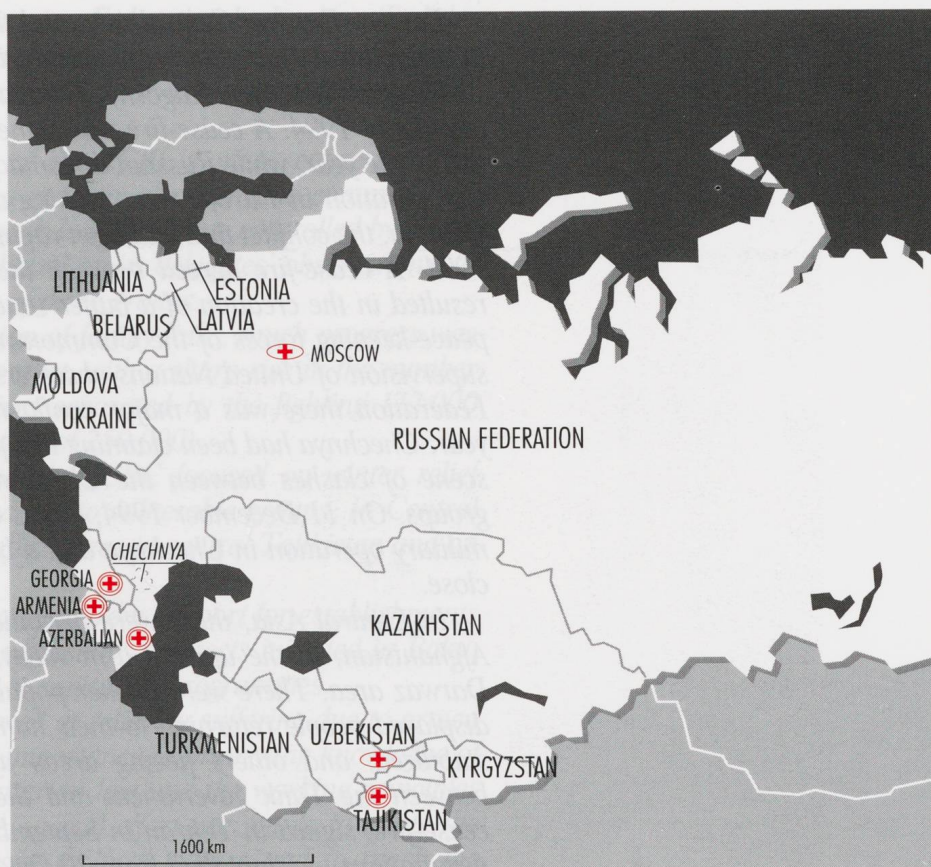 LITHUANIA
ESTONIA
BELARUS
LATVIA
MOSCOW
MOLDOVA
UKRAINE
RUSSIAN FEDERATION
CHECHNYA
GEORGIA
ARMENIA
AZERBAIJAN
KAZAKHSTAN
TURKMENISTAN
UZBEKISTAN
KYRGYZSTAN
TAJIKISTAN
1600 km